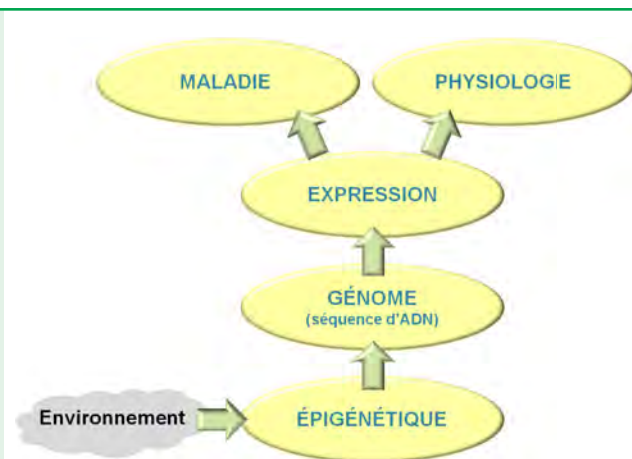 MALADIE
PHYSIOLOGIE
EXPRESSION
GÉNOME
(séquence d'ADN)
Environnement
ÉPIGÉNÉTIQUE